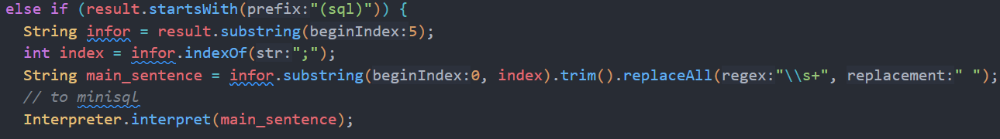 else if (result.startsWith(prefix:"(sql)")) {
String infor = result.substring(beginIndex:5);
int index = infor.indexOf(str:";");
String main_sentence = infor.substring(beginIndex:0, index).trim().replaceAll(regex:"\\s+", replacement:" ");
// to minisql
Interpreter.interpret(main_sentence);